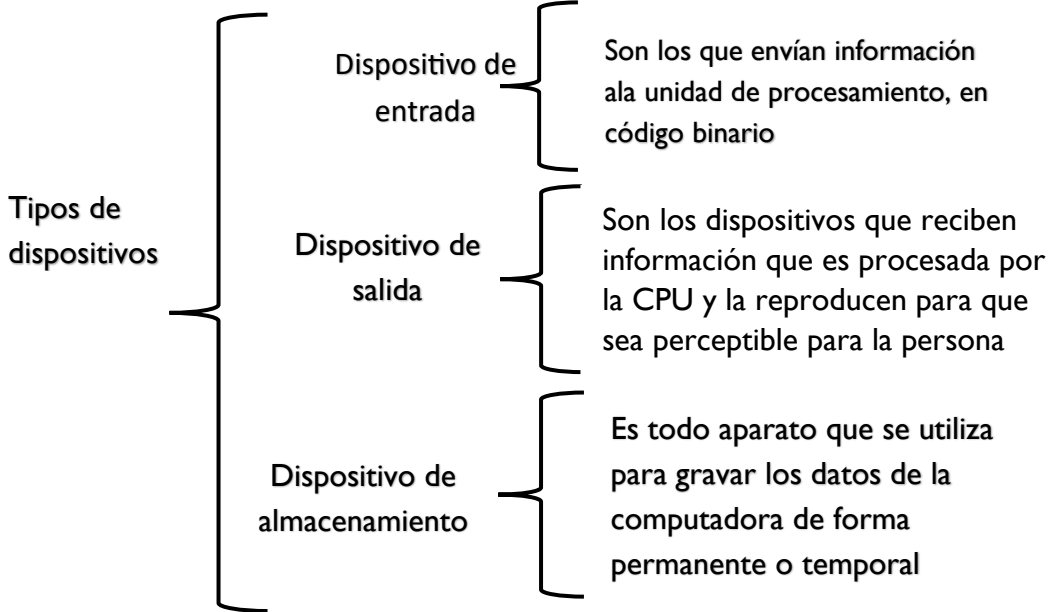 Tipos de
dispositivos
Dispositivo de
entrada
Son los que envían información
ala unidad de procesamiento, en
código binario
Dispositivo de
salida
Son los dispositivos que reciben
información que es procesada por
la CPU y la reproducen para que
sea perceptible para la persona
Dispositivo de
almacenamiento
Es todo aparato que se utiliza
para gravar los datos de la
computadora de forma
permanente o temporal